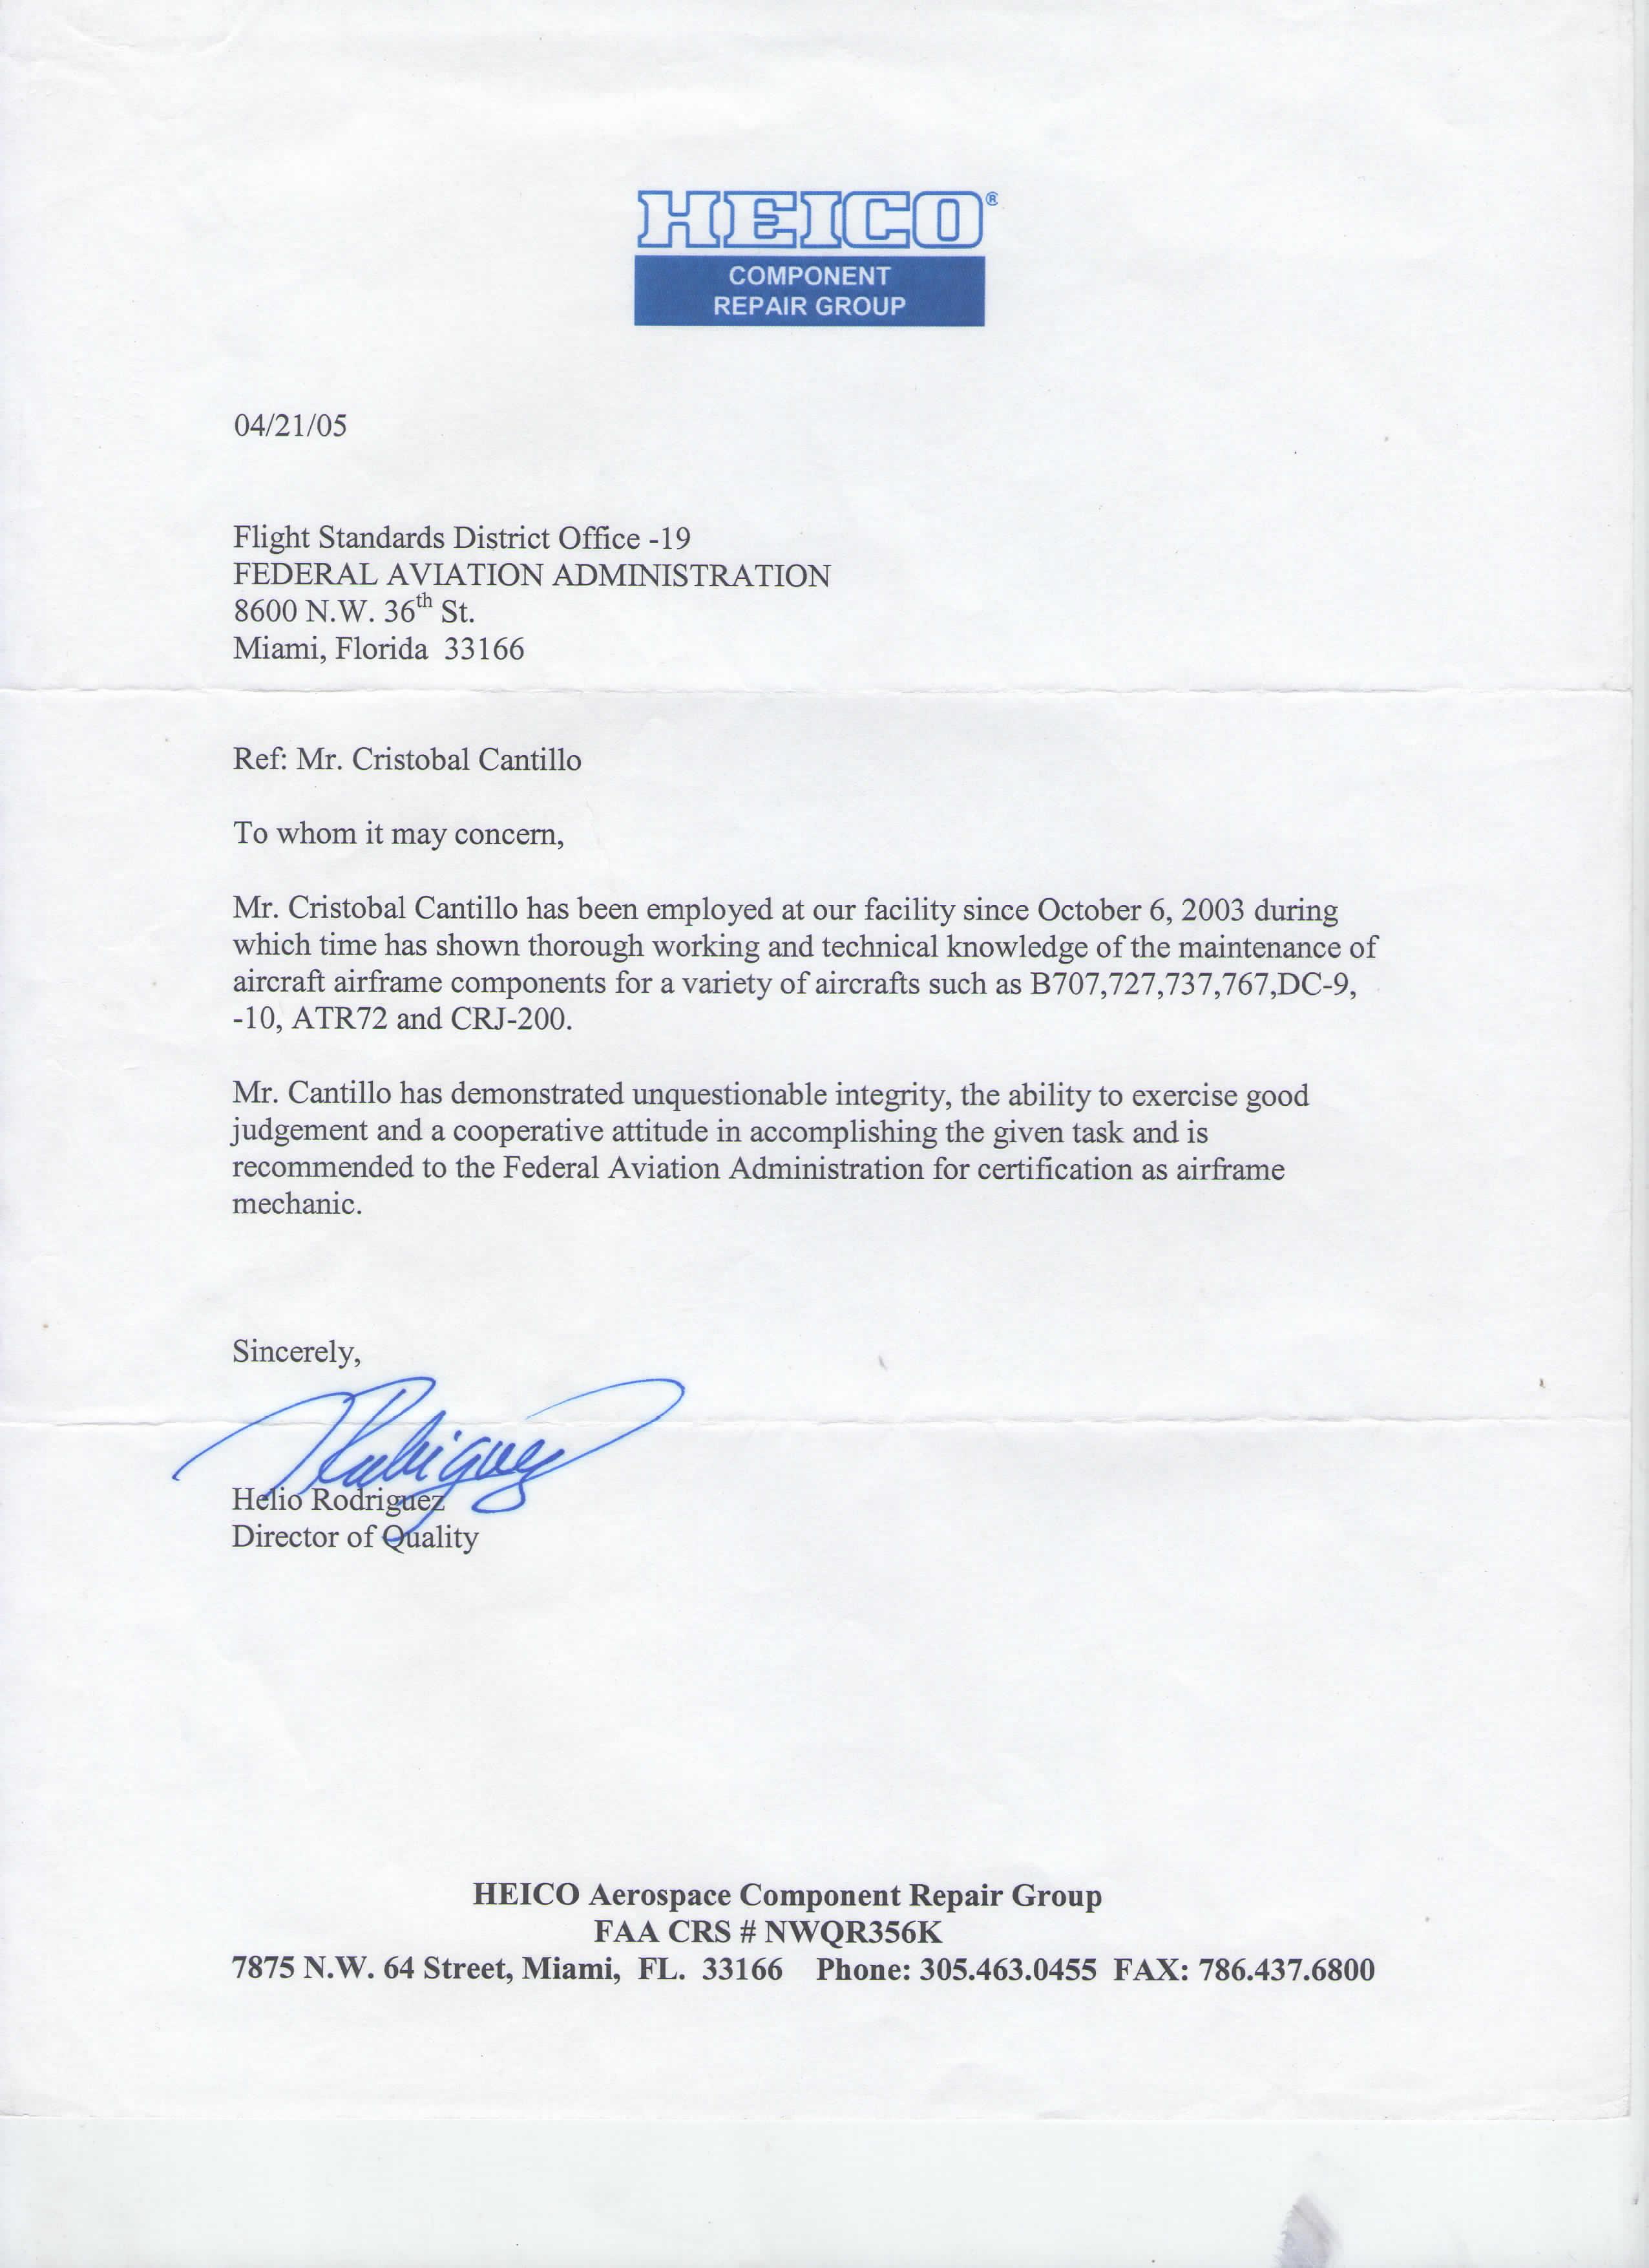 HEICO®
COMPONENT
REPAIR GROUP
04/21/05
Flight Standards District Office -19
FEDERAL AVIATION ADMINISTRATION
8600 N.W. 36th St.
Miami, Florida  33166
Ref: Mr. Cristobal Cantillo
To whom it may concern,
Mr. Cristobal Cantillo has been employed at our facility since October 6, 2003 during
which time has shown thorough working and technical knowledge of the maintenance of
aircraft airframe components for a variety of aircrafts such as B707,727,737,767,DC-9,
-10, ATR72 and CRJ-200.
Mr. Cantillo has demonstrated unquestionable integrity, the ability to exercise good
judgement and a cooperative attitude in accomplishing the given task and is
recommended to the Federal Aviation Administration for certification as airframe
mechanic.
Sincerely,
Rodriguez
Helio Rodriguez
Director of Quality
HEICO Aerospace Component Repair Group
FAA CRS # NWQR356K
7875 N.W. 64 Street, Miami,  FL.  33166    Phone: 305.463.0455  FAX: 786.437.6800